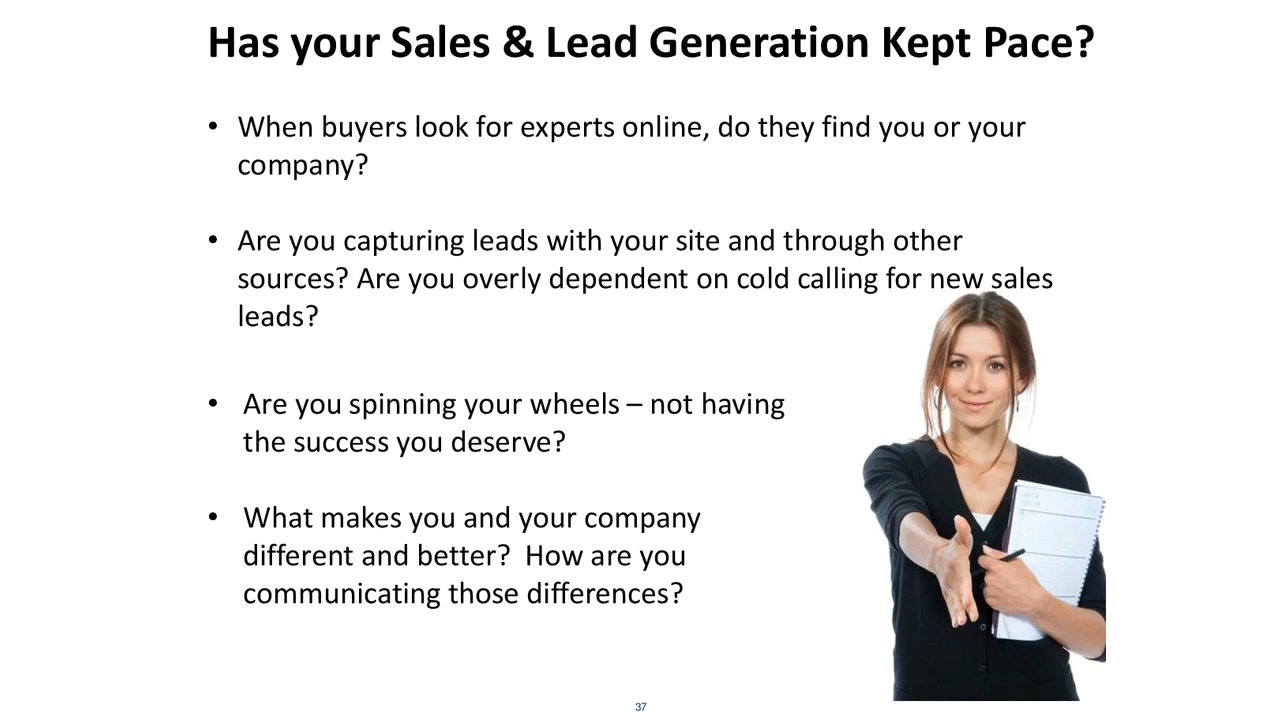 Has your Sales & Lead Generation Kept Pace?
• When buyers look for experts online, do they find you or your
company?
• Are you capturing leads with your site and through other
sources? Are you overly dependent on cold calling for new sales
leads?
• Are you spinning your wheels – not having
the success you deserve?
• What makes you and your company
different and better?  How are you
communicating those differences?
37